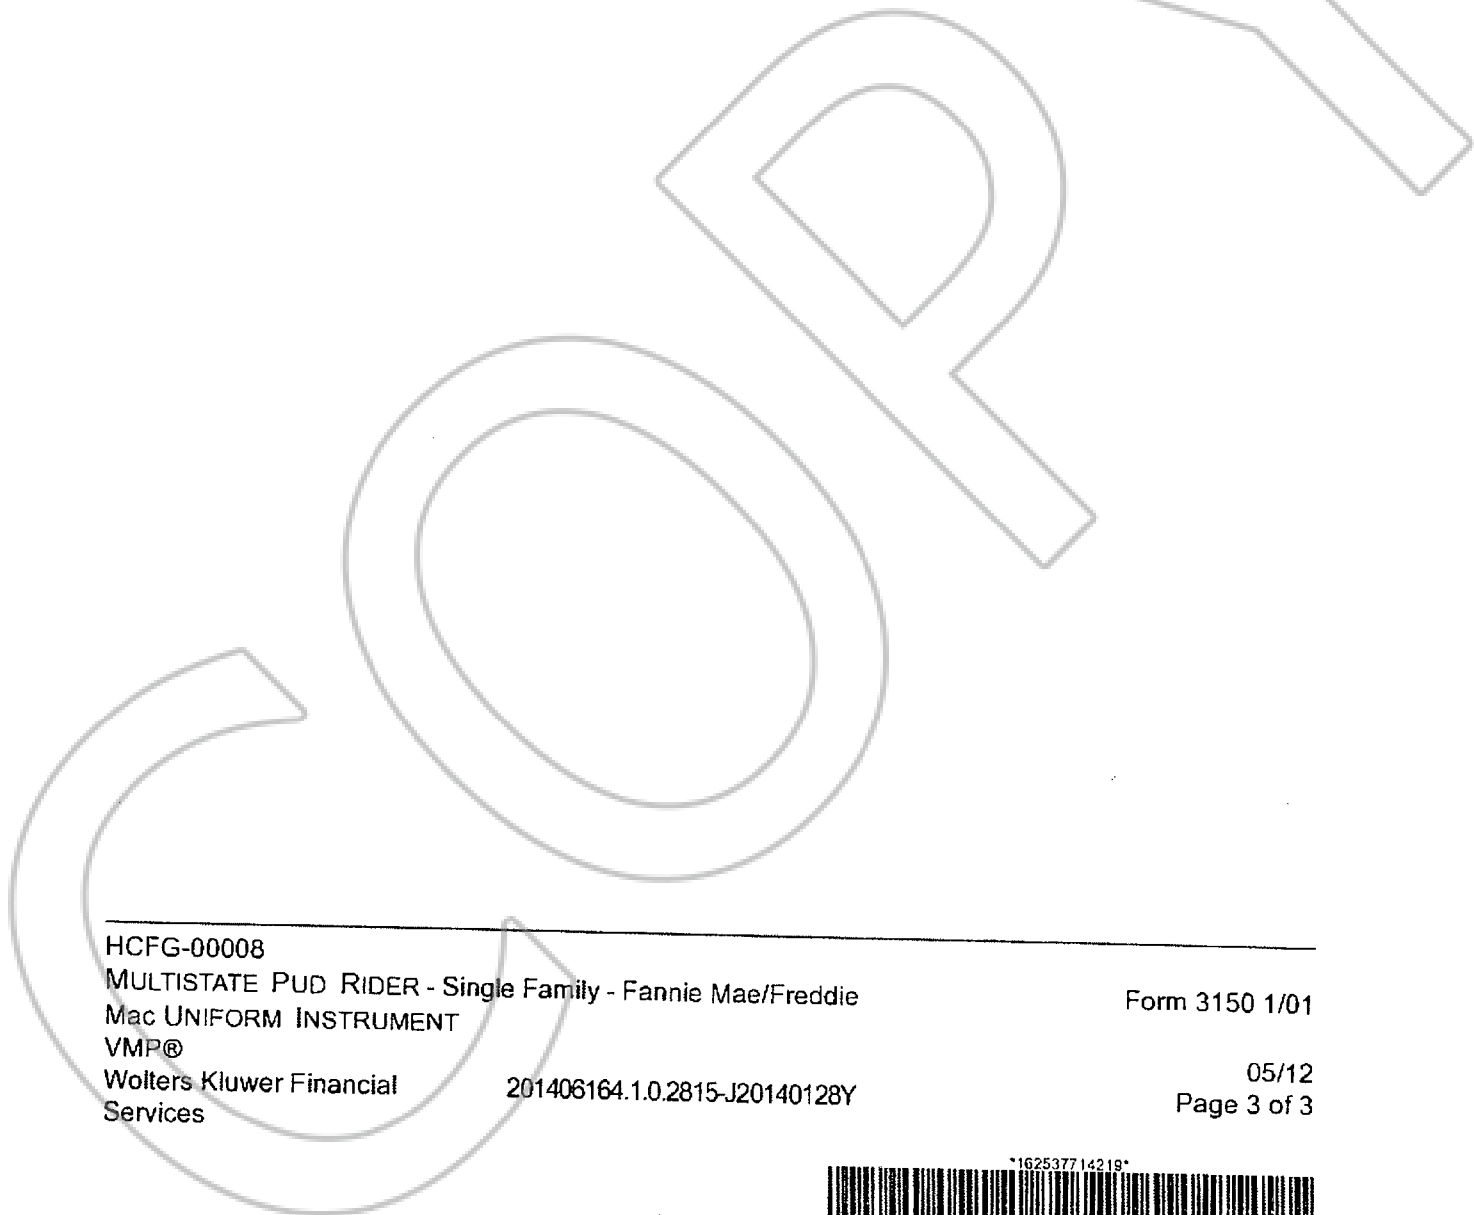 COPY
HCFG-00008
MULTISTATE PUD RIDER - Single Family - Fannie Mae/Freddie
Mac UNIFORM INSTRUMENT
Form 3150 1/01
VMP®
Wolters Kluwer Financial
Services
201406164.1.0.2815-J20140128Y
05/12
Page 3 of 3
*162537714219*